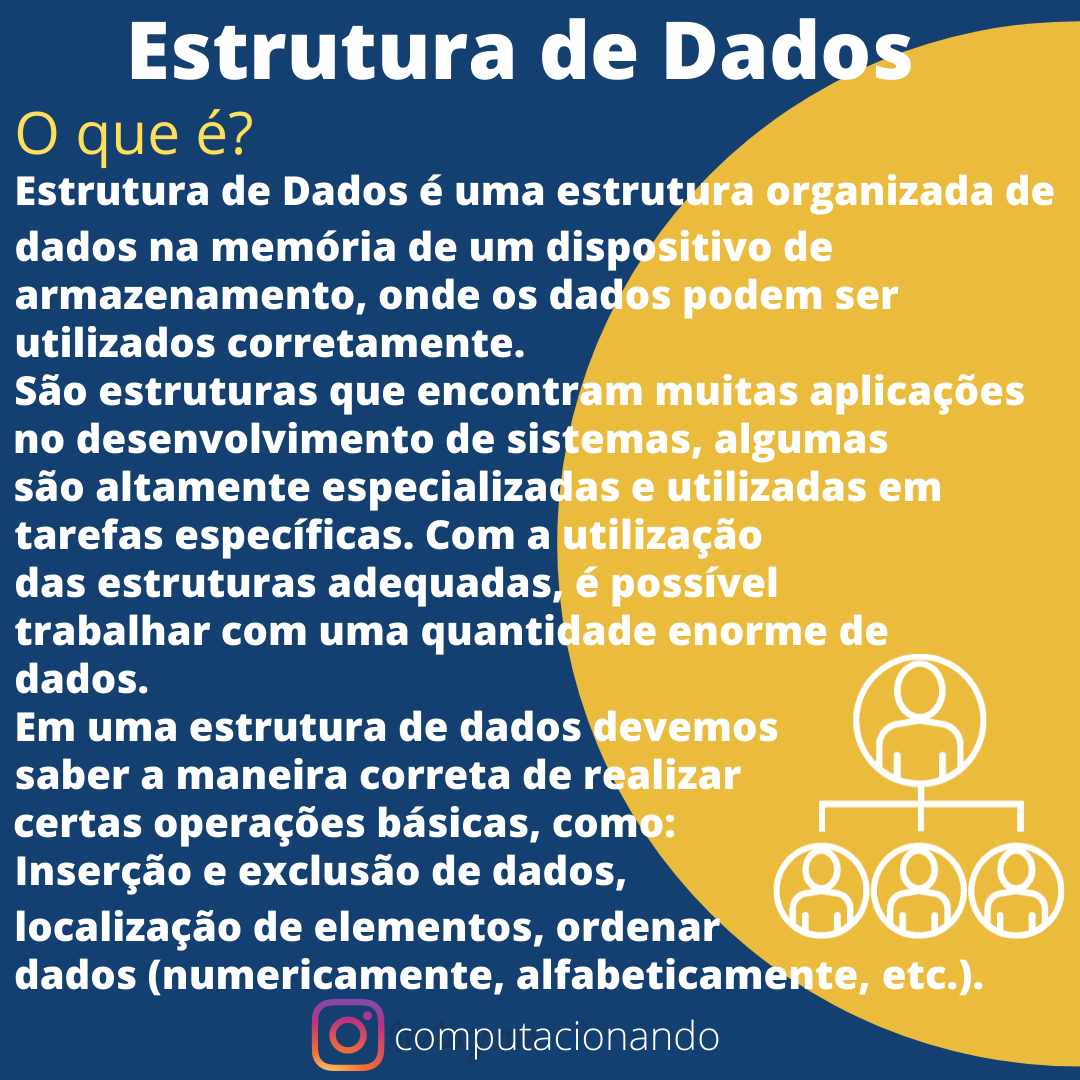 Estrutura de Dados
O que é?
Estrutura de Dados é uma estrutura organizada de
dados na memória de um dispositivo de
armazenamento, onde os dados podem ser
utilizados corretamente.
São estruturas que encontram muitas aplicações
no desenvolvimento de sistemas, algumas
são altamente especializadas e utilizadas em
tarefas específicas. Com a utilização
das estruturas adequadas, é possível
trabalhar com uma quantidade enorme de
dados.
Em uma estrutura de dados devemos
saber a maneira correta de realizar
certas operações básicas, como:
Inserção e exclusão de dados,
localização de elementos, ordenar
dados (numericamente, alfabeticamente, etc.).
computacionando